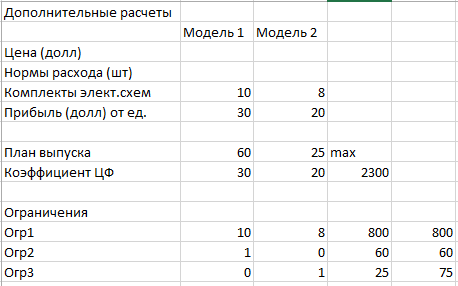 Дополнительные расчеты
Модель 1 Модель 2
Цена (долл)
Нормы расхода (шт)
Комплекты элект.схем 10 8
Прибыль (долл) от ед. 30 20
План выпуска 60 25 max
Коэффициент ЦФ 30 20 2300
Ограничения
Огр1 10 8 800 800
Огр2 1 0 60 60
Огр3 0 1 25 75